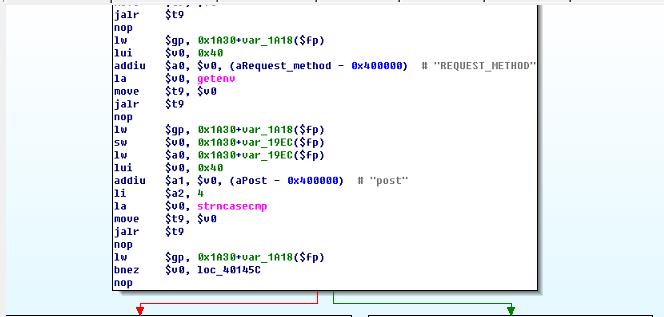 jalr $t9
nop
lw $gp, 0x1A30+var_1A18($fp)
lui $v0, 0x40
addiu $a0, $v0, (aRequest_method - 0x400000) # "REQUEST_METHOD"
la $v0, getenv
move $t9, $v0
jalr $t9
nop
lw $gp, 0x1A30+var_1A18($fp)
sw $v0, 0x1A30+var_19EC($fp)
lw $a0, 0x1A30+var_19EC($fp)
lui $v0, 0x40
addiu $a1, $v0, (aPost - 0x400000) # "post"
li $a2, 4
la $v0, strncasecmp
move $t9, $v0
jalr $t9
nop
lw $gp, 0x1A30+var_1A18($fp)
bnez $v0, loc_40145C
nop